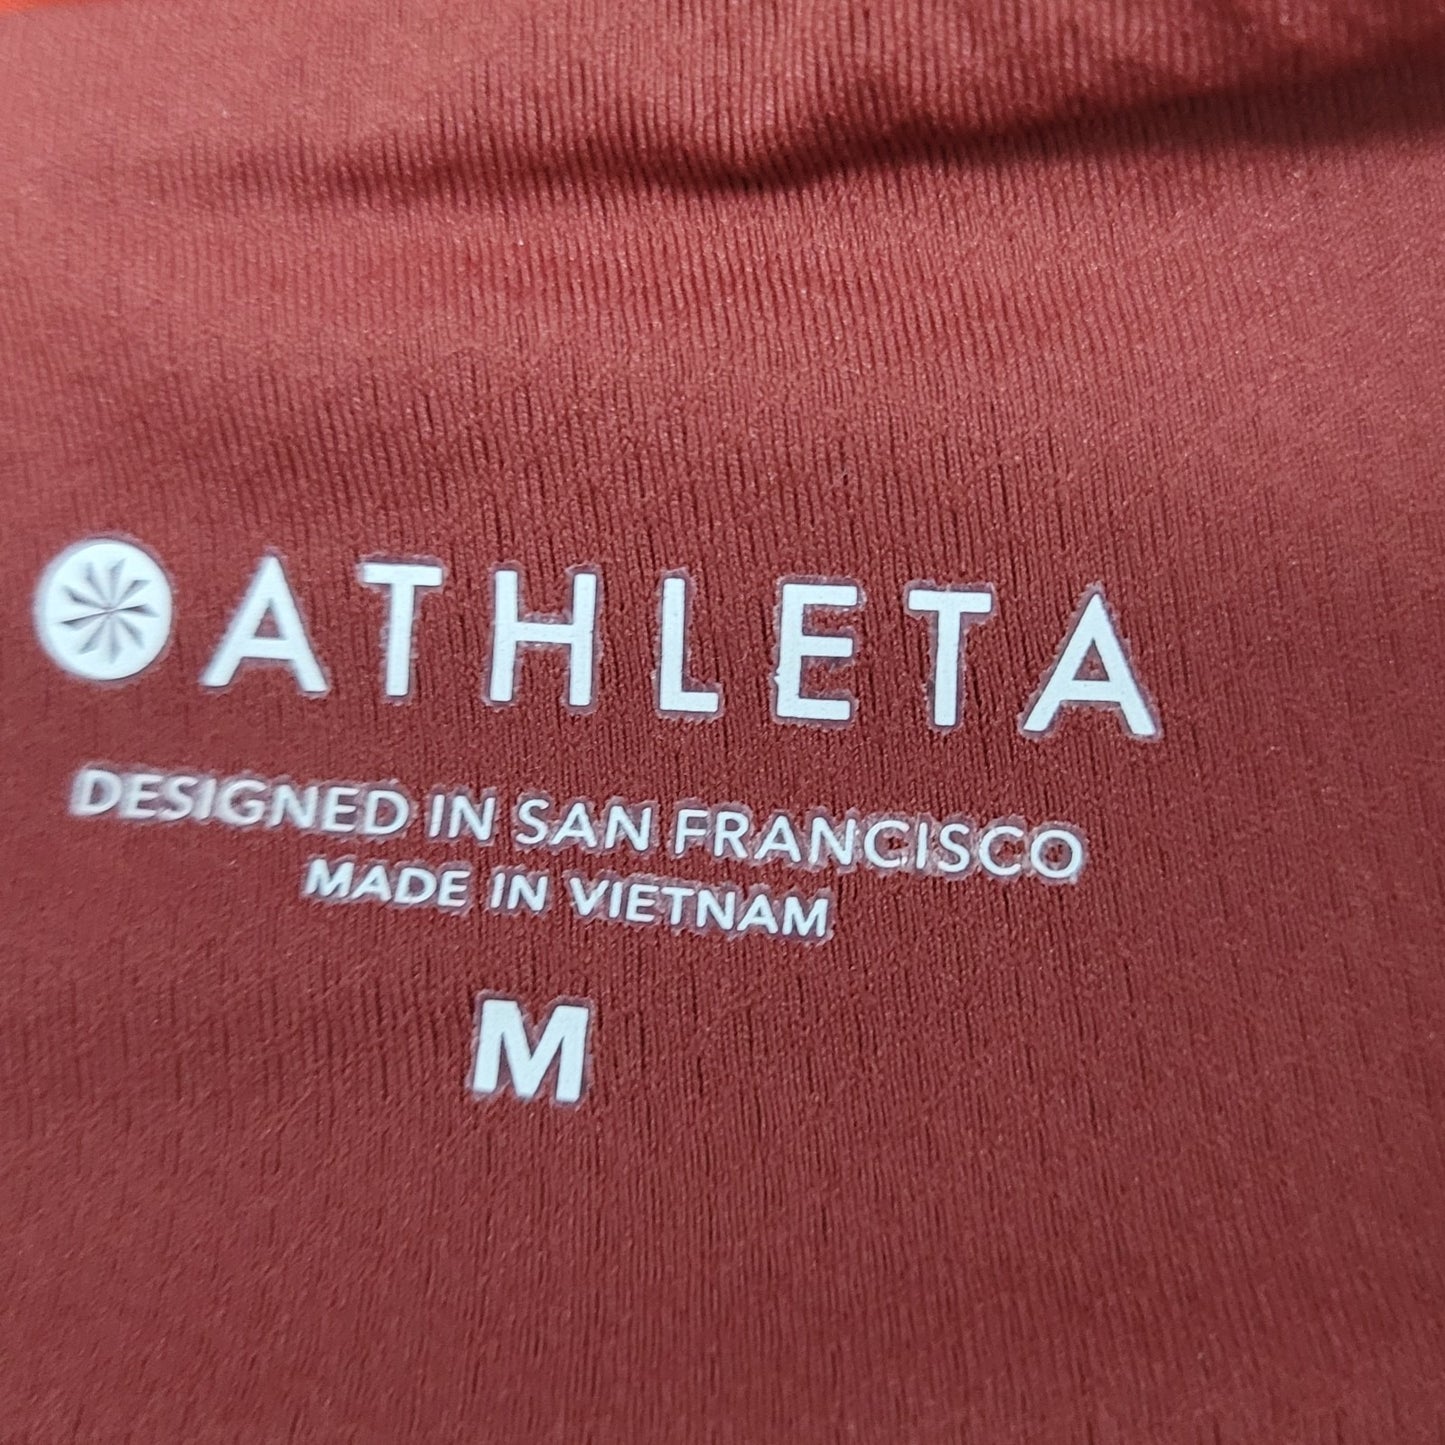 ATHLETA
DESIGNED IN SAN FRANCISCO
MADE IN VIETNAM
M